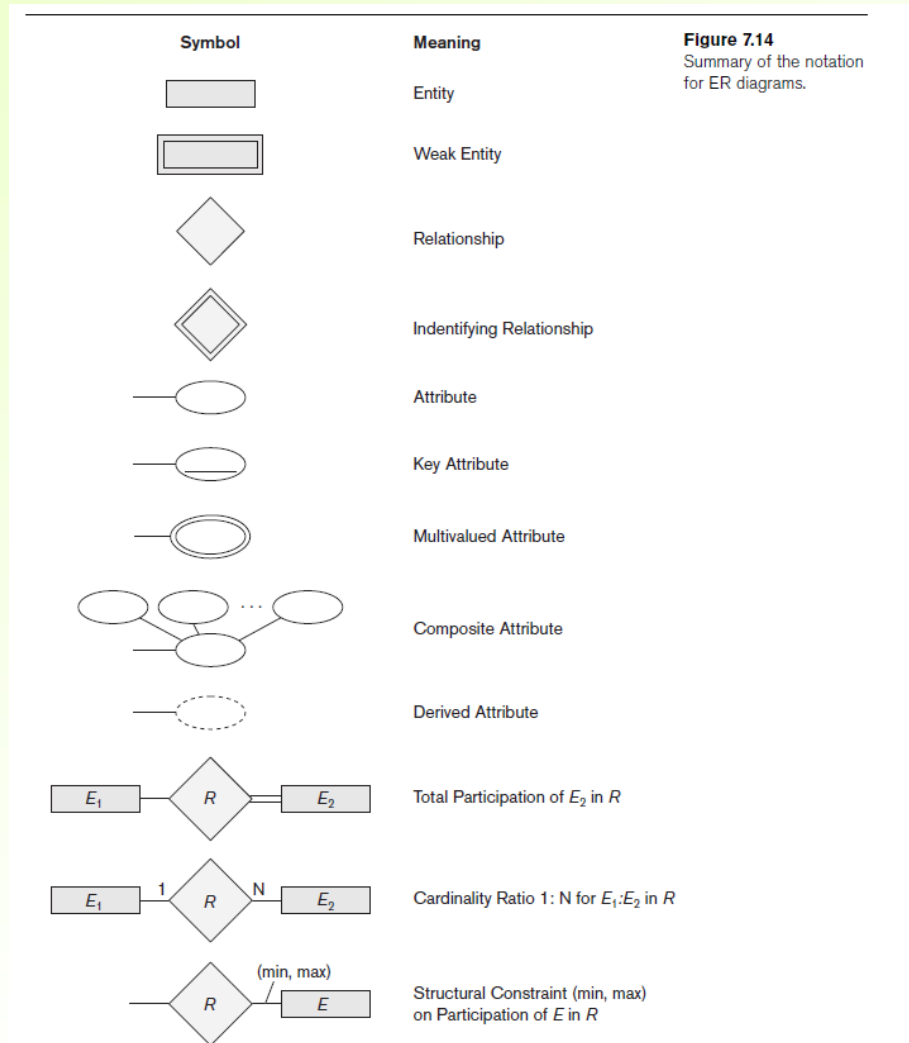 Symbol
Meaning
Figure 7.14
Summary of the notation
for ER diagrams.
Entity
Weak Entity
Relationship
Indentifying Relationship
Attribute
Key Attribute
Multivalued Attribute
. . .
Composite Attribute
Derived Attribute
E₁ R E₂ Total Participation of E₂ in R
E₁ 1 R N E₂ Cardinality Ratio 1: N for E₁:E₂ in R
(min, max)
R E Structural Constraint (min, max)
on Participation of E in R